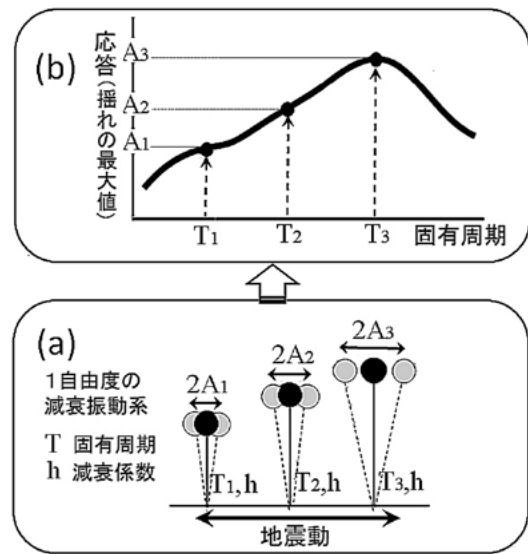 (b)
応答(揺れの最大値)
A3
A2
A1
T1 T2 T3 固有周期
(a)
1自由度の
減衰振動系
T 固有周期
h 減衰係数
2A1 2A2 2A3
T1,h T2,h T3,h
地震動